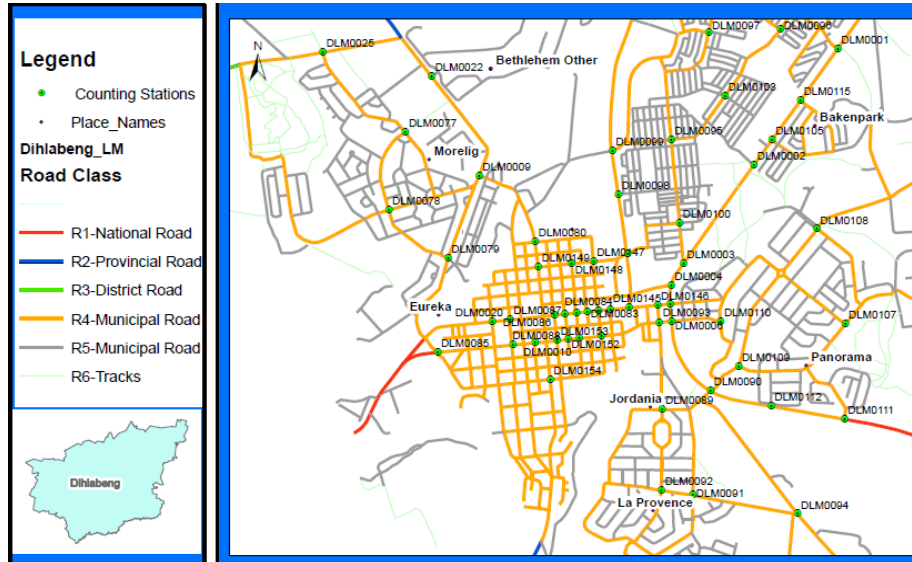 Legend
Counting Stations
Place_Names
Dihlabeng_LM
Road Class
R1-National Road
R2-Provincial Road
R3-District Road
R4-Municipal Road
R5-Municipal Road
R6-Tracks
Dihlabeng
N
DLM0025
DLM0022
Bethlehem Other
DLM0097
DLM0096
DLM0001
DLM0103
DLM0115
Bakenpark
DLM0077
Morelig
DLM0099
DLM0095
DLM0105
DLM0002
DLM0009
DLM0078
DLM0098
DLM0100
DLM0108
DLM0080
DLM0079
DLM0149
DLM0147
DLM0148
DLM0003
DLM0004
Eureka
DLM0020
DLM0087
DLM0084
DLM0145
DLM0146
DLM0086
DLM0083
DLM0093
DLM0006
DLM0110
DLM0107
DLM0085
DLM0088
DLM0153
DLM0010
DLM0152
DLM0109
Panorama
DLM0154
DLM0090
Jordania
DLM0089
DLM0112
DLM0111
DLM0092
DLM0091
La Provence
DLM0094